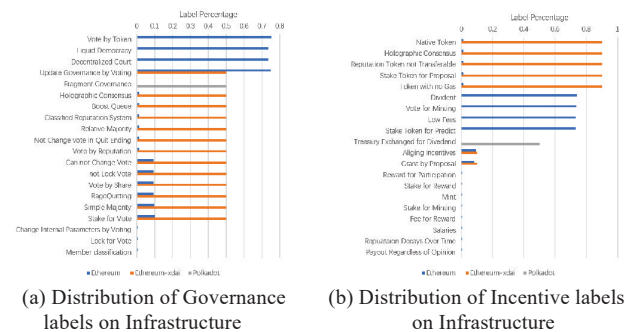 Label Percentage
0 0.1 0.2 0.3 0.4 0.5 0.6 0.7 0.8
Vote by Token
Liquid Democracy
Decentralized Court
Update Governance by Voting
Fragment Governance
Holographic Consensus
Boost Queue
Classified Reputation System
Relative Majority
Not Change Vote in Quit Ending
Vote by Reputation
Can not Change Vote
not Lock Vote
Vote by Share
RageQuitting
Simple Majority
Stake for Vote
Change Internal Parameters by Voting
Lock for Vote
Member classification
Ethereum Ethereum-xdai Polkadot
(a) Distribution of Governance
labels on Infrastructure
Label Percentage
0 0.2 0.4 0.6 0.8 1
Native Token
Holographic Consensus
Reputation Token not Transferable
Stake Token for Proposal
Token with no Gas
Divident
Vote for Minung
Low Fees
Stake Token for Predict
Treasury Exchanged for Dividend
Aliging Incentives
Grant by Proposal
Reward for Participation
Stake for Reward
Mint
Stake for Minung
Fee for Reward
Salaries
Repuatation Decays Over Time
Payout Regardless of Opinion
Ethereum Ethereum-xdai Polkadot
(b) Distribution of Incentive labels
on Infrastructure